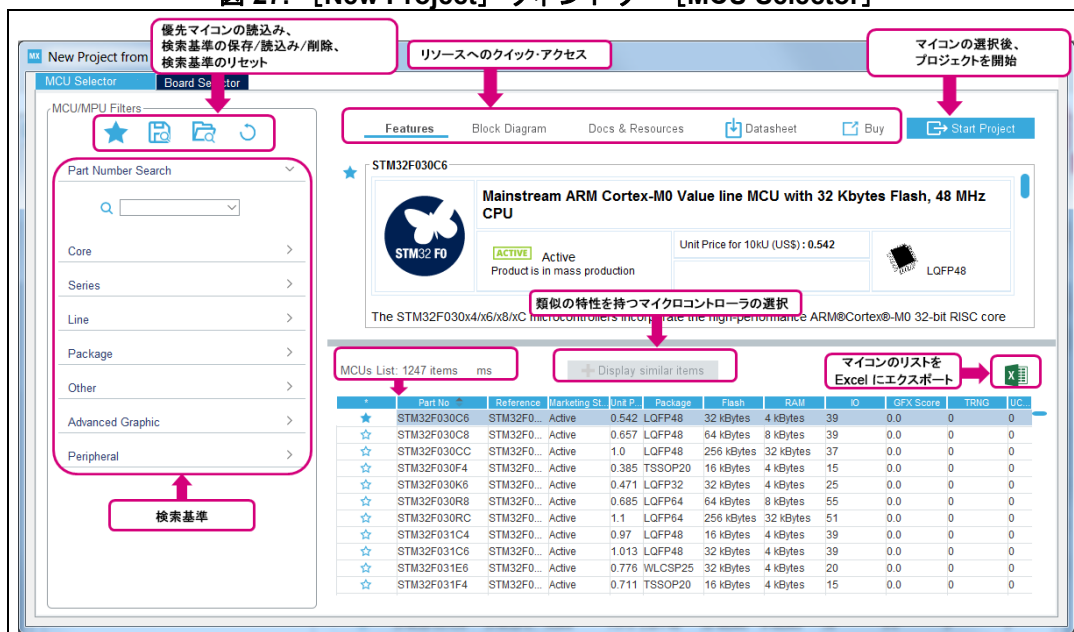 図 27. ［New Project］ウィンドウ - ［MCU Selector］
優先マイコンの読込み、
検索基準の保存/読込み/削除、
検索基準のリセット
リソースへのクイック・アクセス
マイコンの選択後、
プロジェクトを開始
MX New Project from
MCU Selector Board Selector
MCU/MPU Filters
Features Block Diagram Docs & Resources Datasheet Buy Start Project
Part Number Search
Core
Series
Line
Package
Other
Advanced Graphic
Peripheral
検索基準
STM32F030C6
STM32 F0
Mainstream ARM Cortex-M0 Value line MCU with 32 Kbytes Flash, 48 MHz
CPU
ACTIVE Active
Product is in mass production
Unit Price for 10kU (US$) : 0.542
LQFP48
類似の特性を持つマイクロコントローラの選択
The STM32F030x4/x6/x8/xC microcontrollers incorporate the high-performance ARM®Cortex®-M0 32-bit RISC core
MCUs List: 1247 items ms
Display similar items
マイコンのリストを
Excel にエクスポート
* Part No Reference Marketing St... Unit P... Package Flash RAM IO GFX Score TRNG UC...
STM32F030C6 STM32F0... Active 0.542 LQFP48 32 kBytes 4 kBytes 39 0.0 0 0
STM32F030C8 STM32F0... Active 0.657 LQFP48 64 kBytes 8 kBytes 39 0.0 0 0
STM32F030CC STM32F0... Active 1.0 LQFP48 256 kBytes 32 kBytes 37 0.0 0 0
STM32F030F4 STM32F0... Active 0.385 TSSOP20 16 kBytes 4 kBytes 15 0.0 0 0
STM32F030K6 STM32F0... Active 0.471 LQFP32 32 kBytes 4 kBytes 25 0.0 0 0
STM32F030R8 STM32F0... Active 0.685 LQFP64 64 kBytes 8 kBytes 55 0.0 0 0
STM32F030RC STM32F0... Active 1.1 LQFP64 256 kBytes 32 kBytes 51 0.0 0 0
STM32F031C4 STM32F0... Active 0.97 LQFP48 16 kBytes 4 kBytes 39 0.0 0 0
STM32F031C6 STM32F0... Active 1.013 LQFP48 32 kBytes 4 kBytes 39 0.0 0 0
STM32F031E6 STM32F0... Active 0.776 WLCSP25 32 kBytes 4 kBytes 20 0.0 0 0
STM32F031F4 STM32F0... Active 0.711 TSSOP20 16 kBytes 4 kBytes 15 0.0 0 0